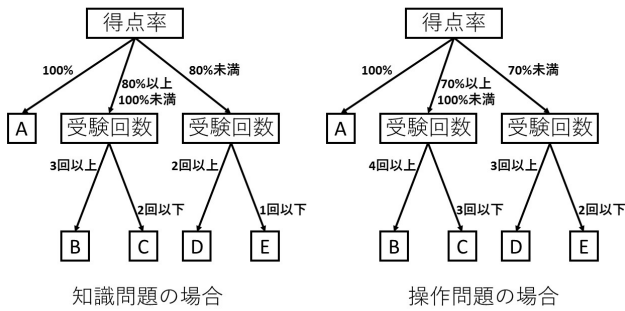 得点率
100%
80%以上
100%未満
80%未満
A
受験回数
受験回数
3回以上
2回以下
2回以上
1回以下
B
C
D
E
知識問題の場合
得点率
100%
70%以上
100%未満
70%未満
A
受験回数
受験回数
4回以上
3回以下
3回以上
2回以下
B
C
D
E
操作問題の場合